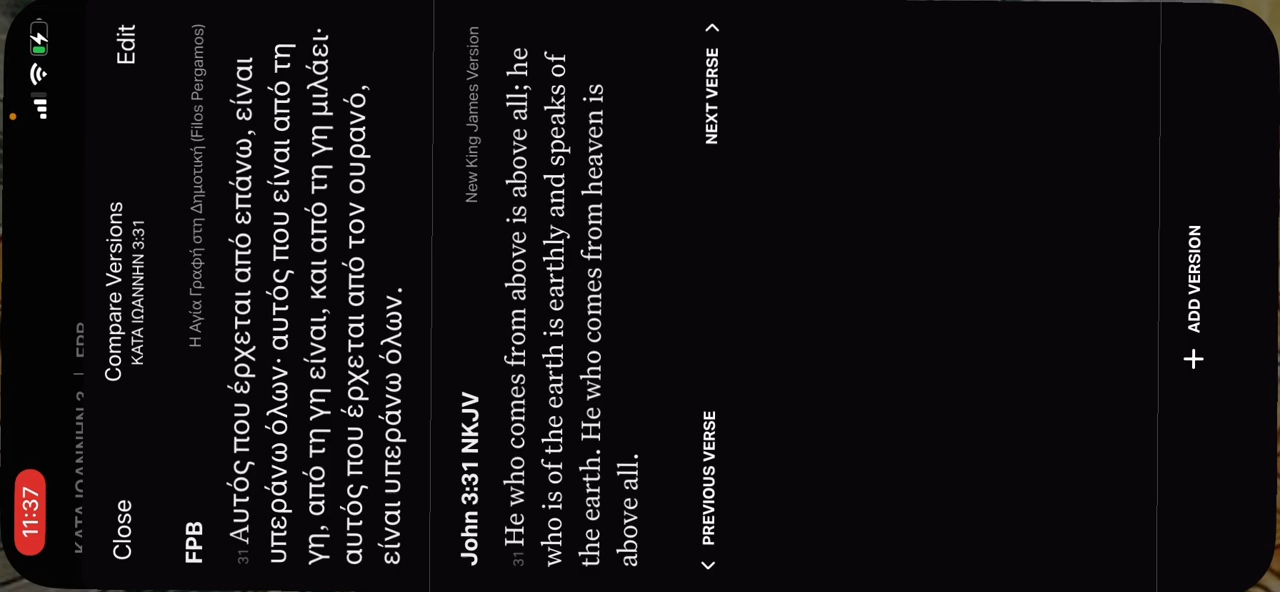 11:37
Close
Compare Versions
ΚΑΤΑ ΙΩΑΝΝΗΝ 3:31
Edit
FPB
Η Αγία Γραφή στη Δημοτική (Filos Pergamos)
31 Αυτός που έρχεται από επάνω, είναι
υπεράνω όλων· αυτός που είναι από τη
γη, από τη γη είναι, και από τη γη μιλάει·
αυτός που έρχεται από τον ουρανό,
είναι υπεράνω όλων.
John 3:31 NKJV
New King James Version
31 He who comes from above is above all; he
who is of the earth is earthly and speaks of
the earth. He who comes from heaven is
above all.
< PREVIOUS VERSE
NEXT VERSE >
+ ADD VERSION